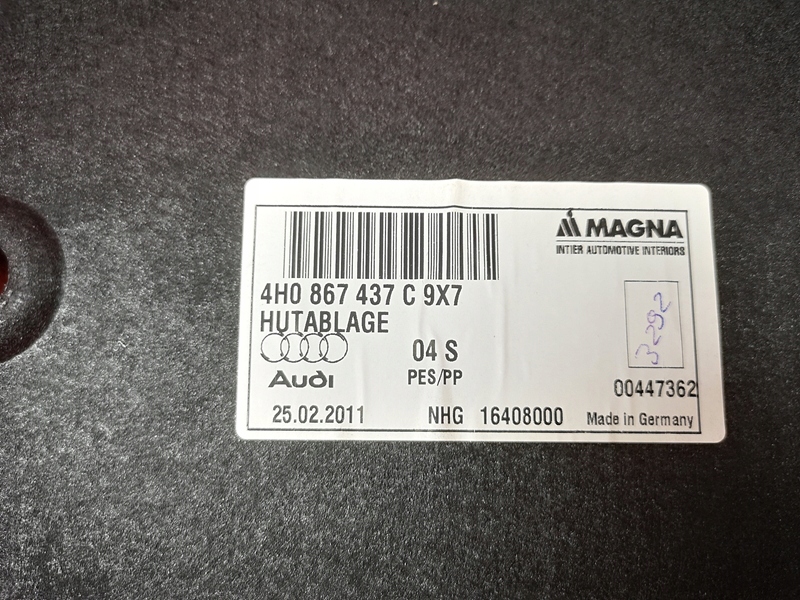 MAGNA
INTIER AUTOMOTIVE INTERIORS
4H0 867 437 C 9X7
HUTABLAGE
04 S
Audi
PES/PP
3292
00447362
25.02.2011 NHG 16408000 Made in Germany